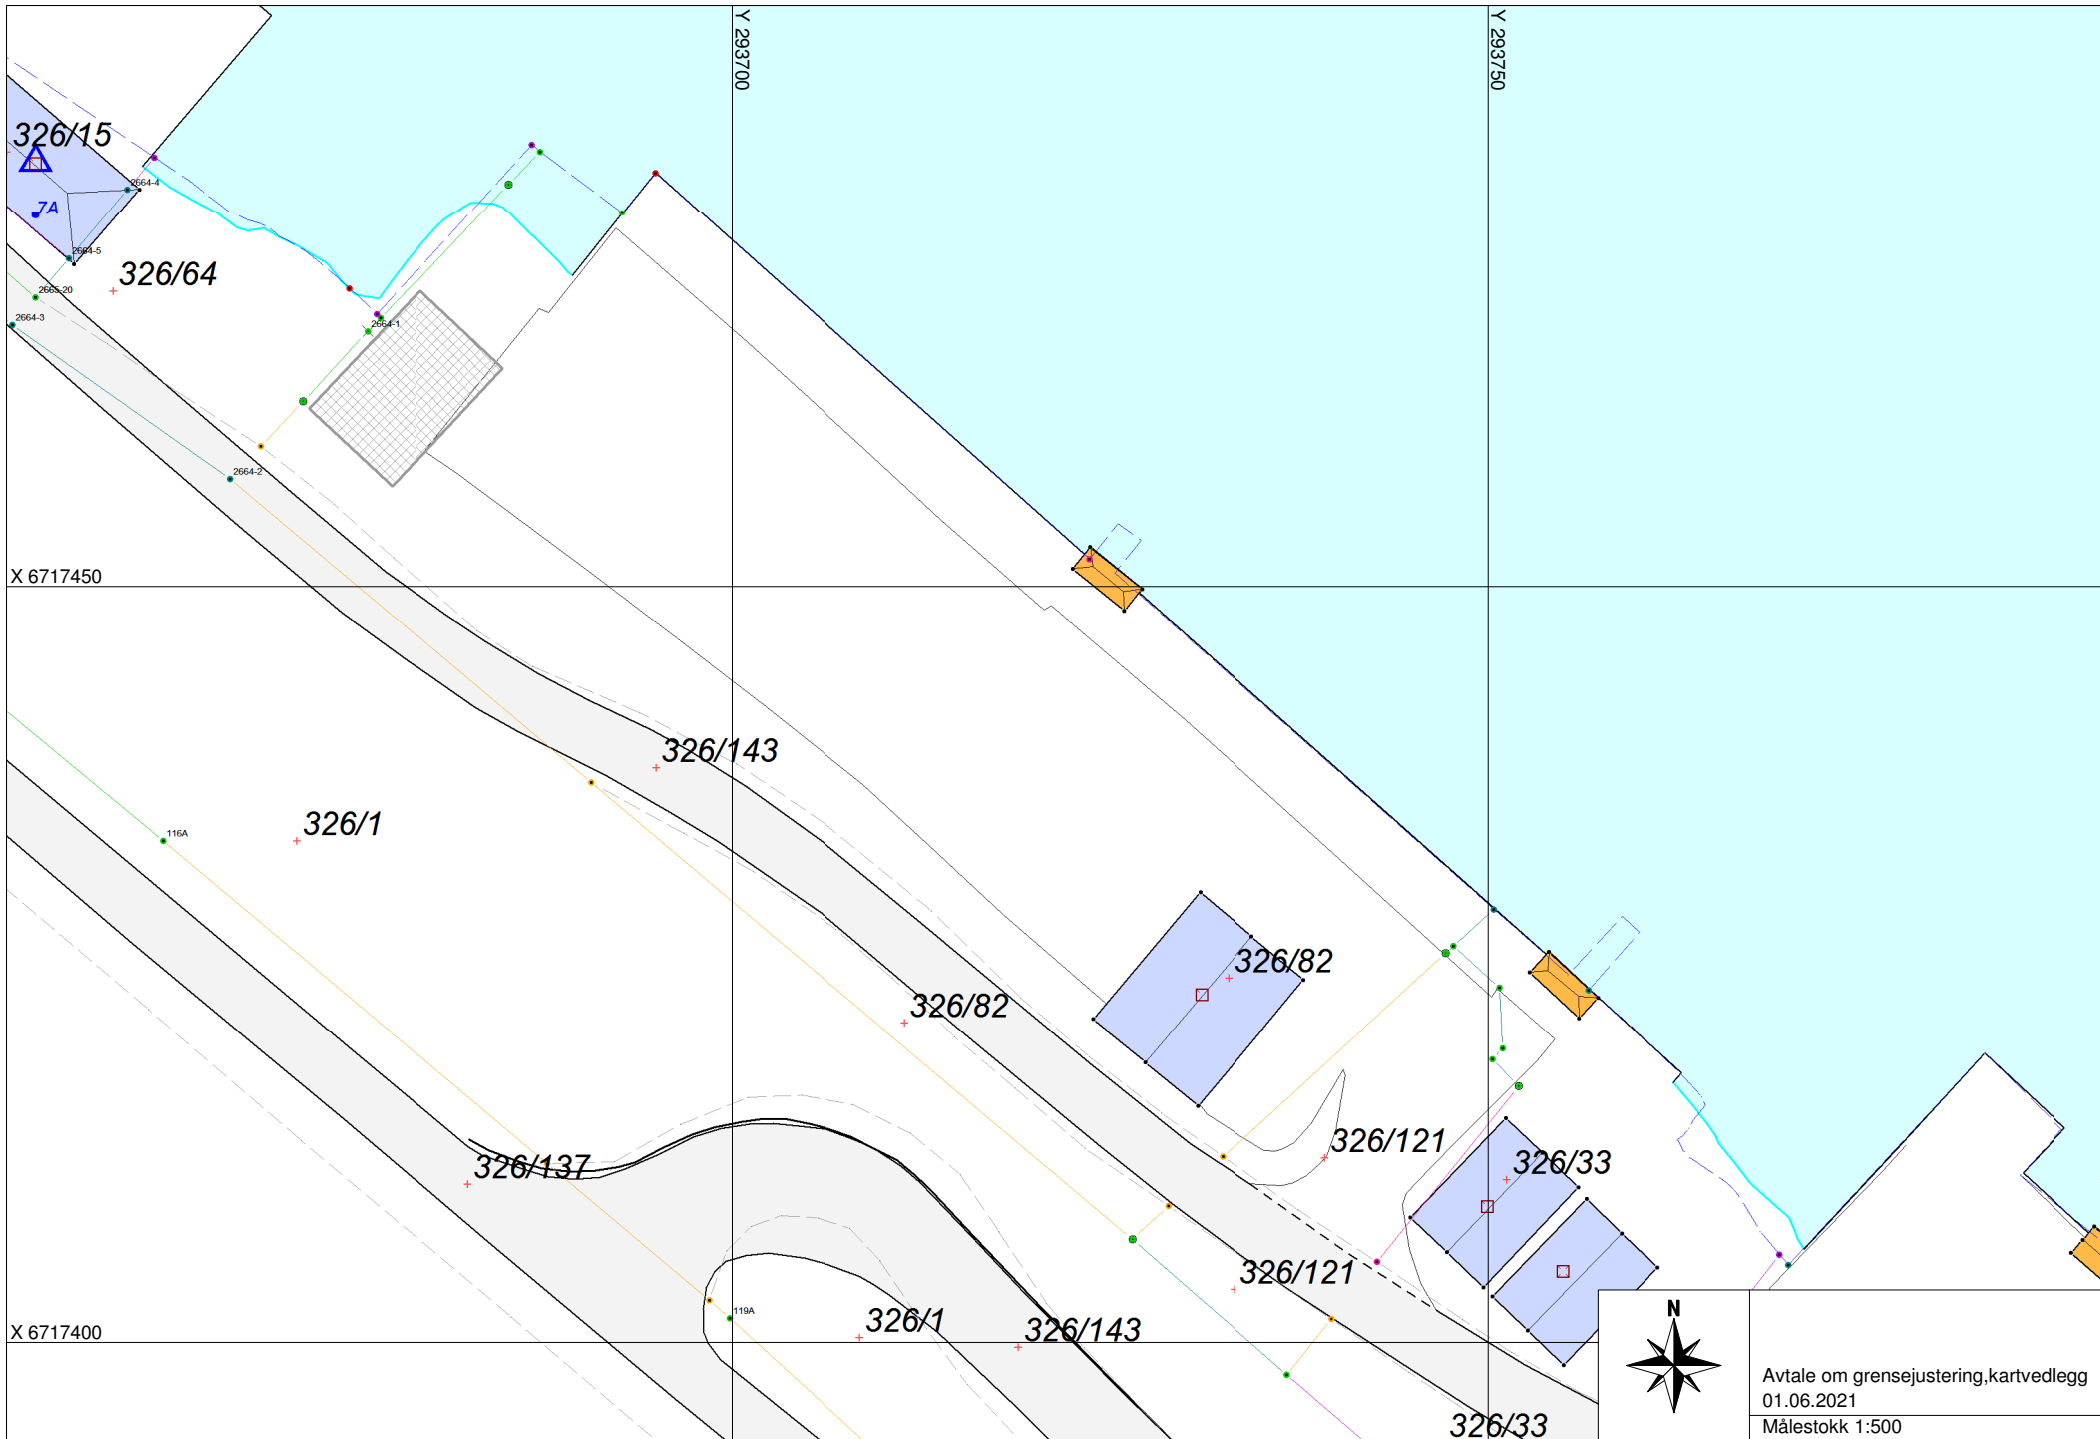 Y 293700
Y 293750
326/15
2664-4
7A
2664-5
326/64
2665-20
2664-3
2664-1
2664-2
X 6717450
326/143
116A
326/1
326/82
326/82
326/121
326/137
326/33
326/121
119A
326/1
326/143
X 6717400
326/33
N
Avtale om grensejustering,kartvedlegg
01.06.2021
Målestokk 1:500